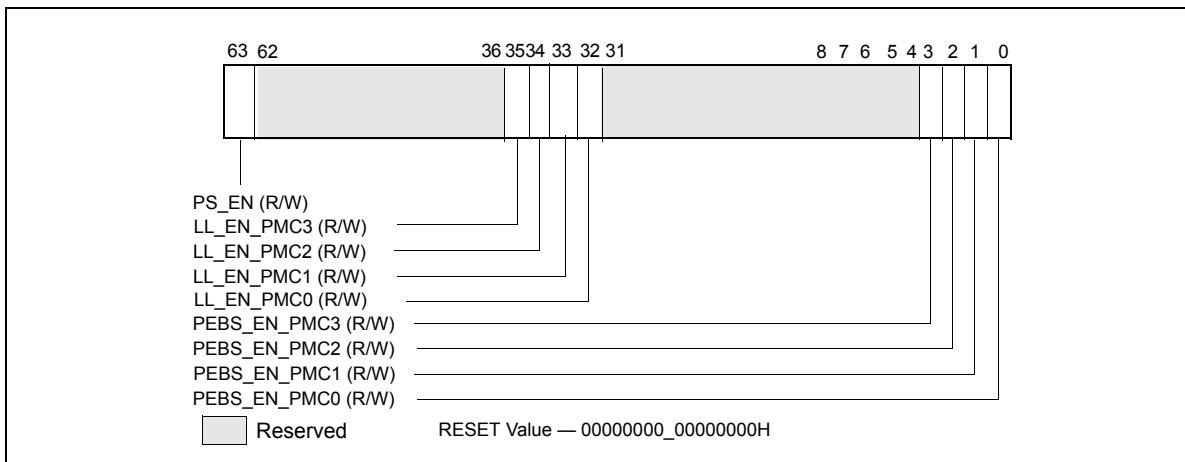 63 62 36 35 34 33 32 31 8 7 6 5 4 3 2 1 0
PS_EN (R/W)
LL_EN_PMC3 (R/W)
LL_EN_PMC2 (R/W)
LL_EN_PMC1 (R/W)
LL_EN_PMC0 (R/W)
PEBS_EN_PMC3 (R/W)
PEBS_EN_PMC2 (R/W)
PEBS_EN_PMC1 (R/W)
PEBS_EN_PMC0 (R/W)
Reserved RESET Value — 00000000_00000000H